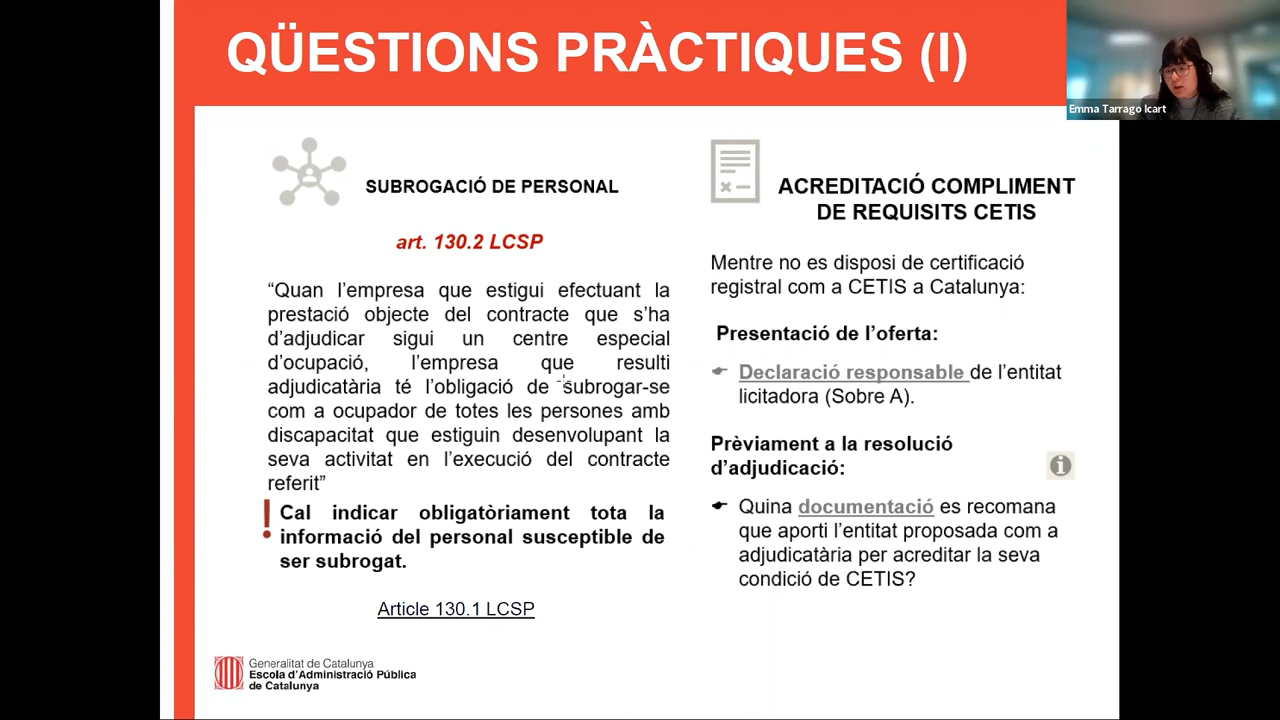 QÜESTIONS PRÀCTIQUES (I)
Emma Tarrago Icart
SUBROGACIÓ DE PERSONAL
art. 130.2 LCSP
“Quan l’empresa que estigui efectuant la
prestació objecte del contracte que s’ha
d’adjudicar sigui un centre especial
d’ocupació, l’empresa que resulti
adjudicatària té l’obligació de subrogar-se
com a ocupador de totes les persones amb
discapacitat que estiguin desenvolupant la
seva activitat en l’execució del contracte
referit”
! Cal indicar obligatòriament tota la
informació del personal susceptible de
ser subrogat.
Article 130.1 LCSP
ACREDITACIÓ COMPLIMENT
DE REQUISITS CETIS
Mentre no es disposi de certificació
registral com a CETIS a Catalunya:
Presentació de l’oferta:
Declaració responsable de l’entitat
licitadora (Sobre A).
Prèviament a la resolució
d’adjudicació:
Quina documentació es recomana
que aporti l’entitat proposada com a
adjudicatària per acreditar la seva
condició de CETIS?
Generalitat de Catalunya
Escola d’Administració Pública
de Catalunya